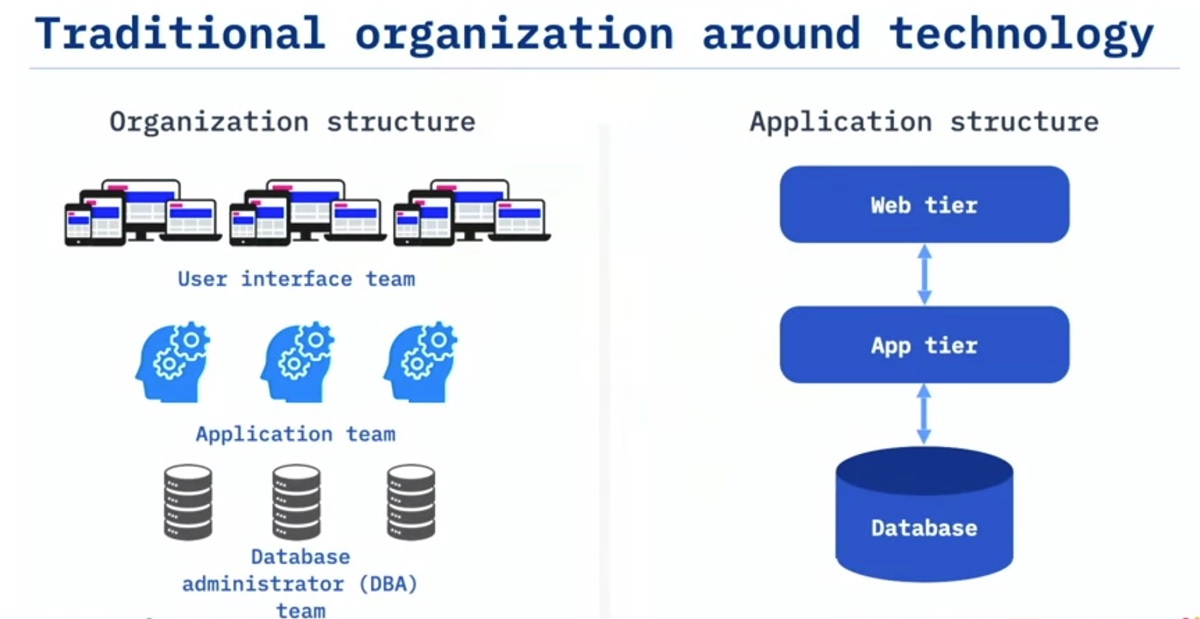 Traditional organization around technology
Organization structure
User interface team
Application team
Database
administrator (DBA)
team
Application structure
Web tier
App tier
Database